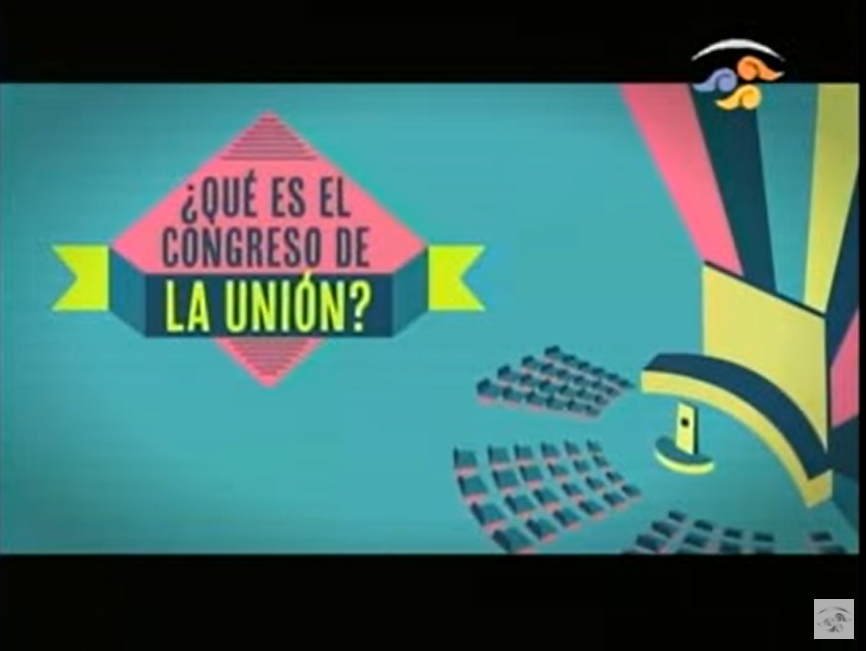 ¿QUÉ ES EL
CONGRESO DE
LA UNIÓN?